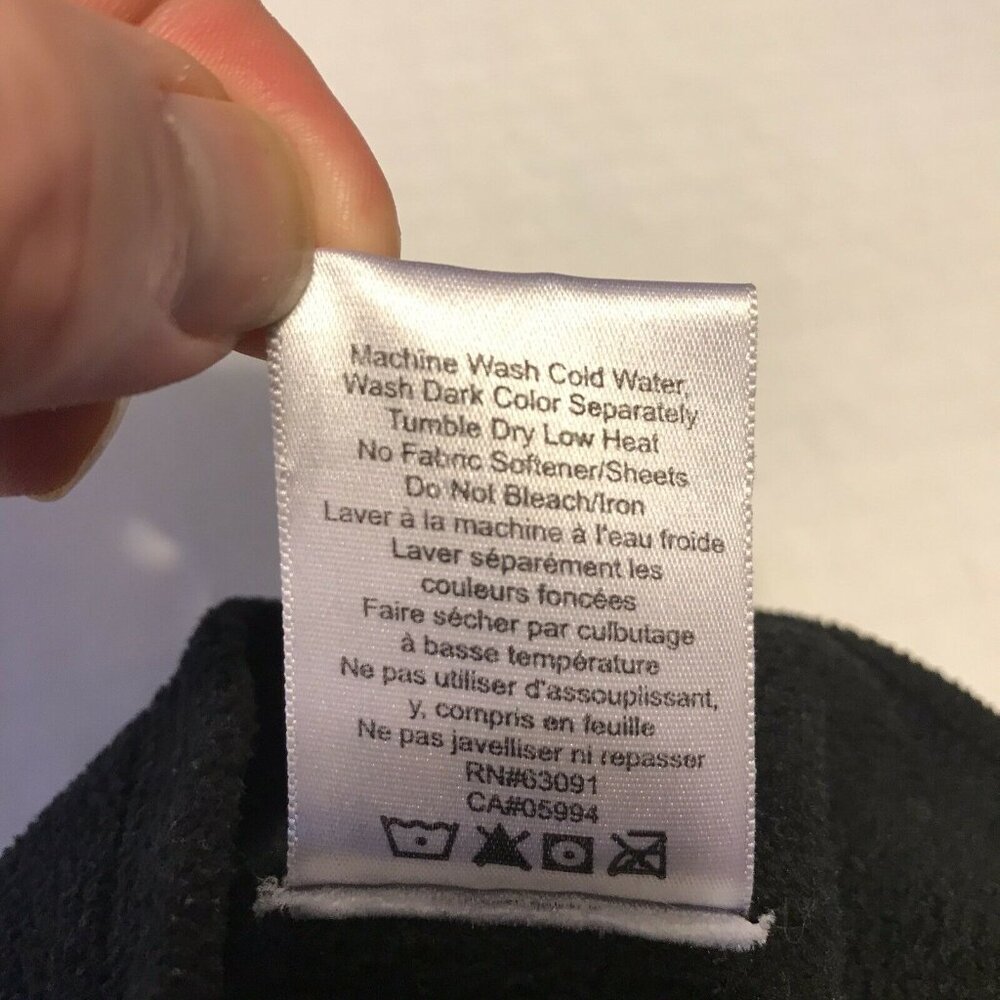 Machine Wash Cold Water,
Wash Dark Color Separately
Tumble Dry Low Heat
No Fabric Softener/Sheets
Do Not Bleach/Iron
Laver à la machine à l'eau froide
Laver séparément les
couleurs foncées
Faire sécher par culbutage
à basse température
Ne pas utiliser d'assouplissant,
y, compris en feuille
Ne pas javelliser ni repasser
RN#63091
CA#05994